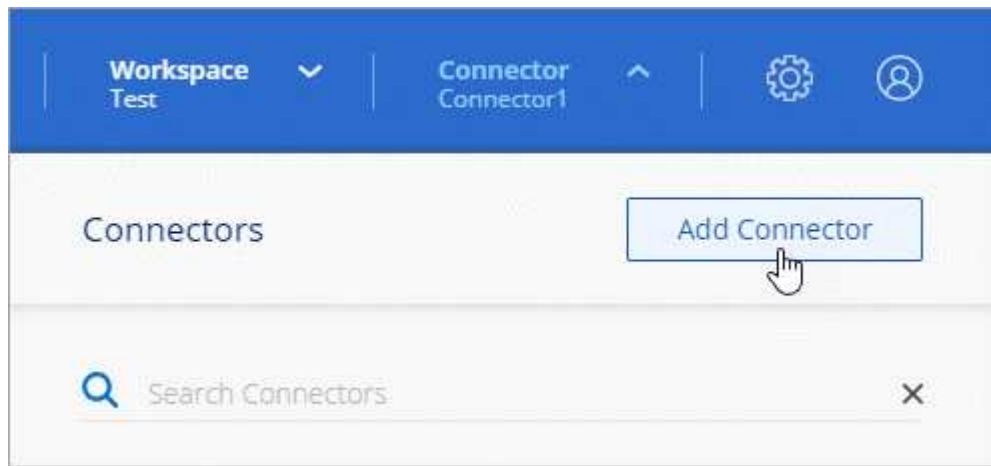 Workspace
Test
Connector
Connector1
Connectors
Add Connector
Search Connectors